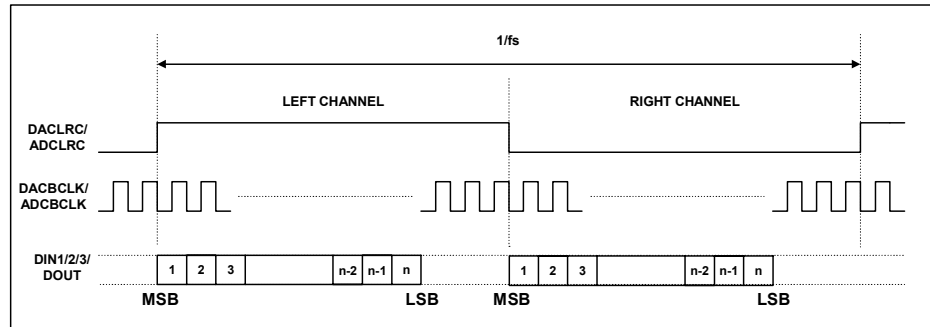 1/fs
LEFT CHANNEL
RIGHT CHANNEL
DACLRC/
ADCLRC
DACBCLK/
ADCBCLK
DIN1/2/3/
DOUT
1 2 3 n-2 n-1 n 1 2 3 n-2 n-1 n
MSB LSB MSB LSB